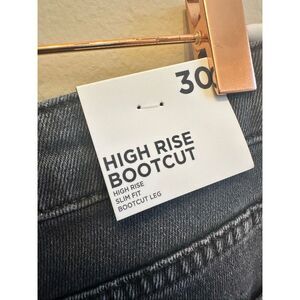 30
HIGH RISE
BOOTCUT
HIGH RISE
SLIM FIT
BOOTCUT LEG